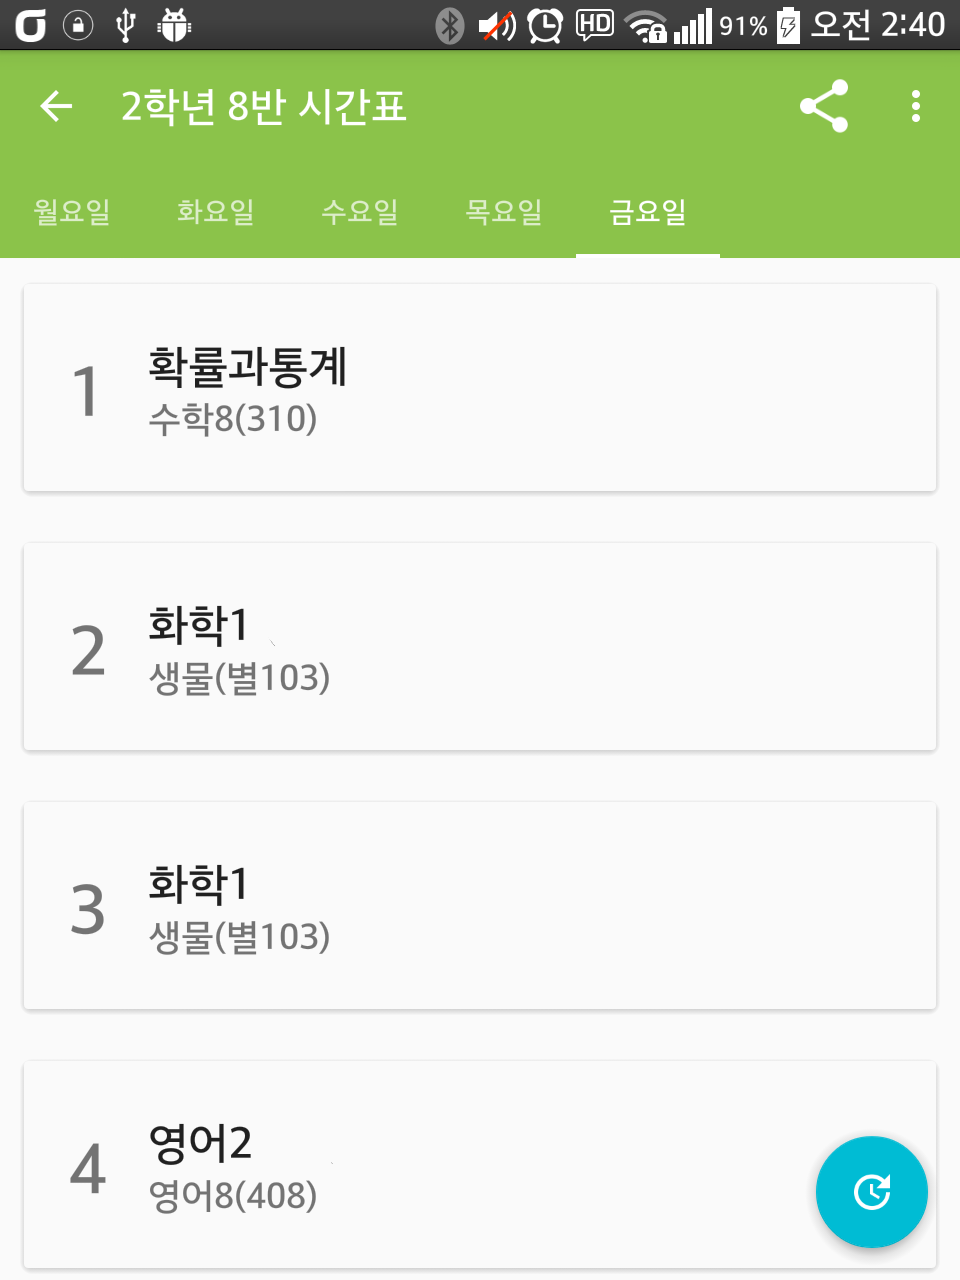 HD 91% 오전 2:40
2학년 8반 시간표
월요일 화요일 수요일 목요일 금요일
1
확률과통계
수학8(310)
2
화학1
생물(별103)
3
화학1
생물(별103)
4
영어2
영어8(408)